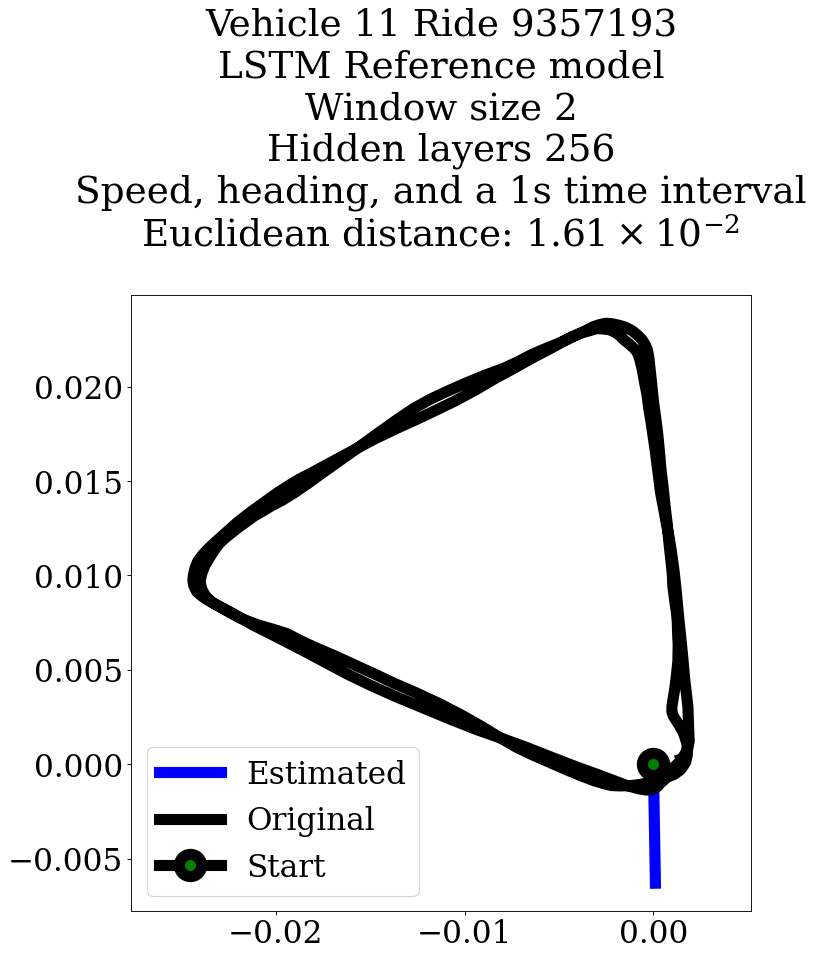 Vehicle 11 Ride 9357193
LSTM Reference model
Window size 2
Hidden layers 256
Speed, heading, and a 1s time interval
Euclidean distance: 1.61 × 10⁻²
0.020
0.015
0.010
0.005
0.000
−0.005
Estimated
Original
Start
−0.02
−0.01
0.00